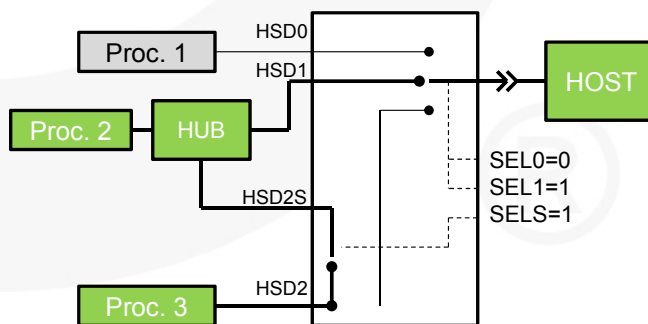 HSD0
Proc. 1
HSD1
HOST
Proc. 2
HUB
SEL0=0
SEL1=1
HSD2S
SELS=1
HSD2
Proc. 3
®